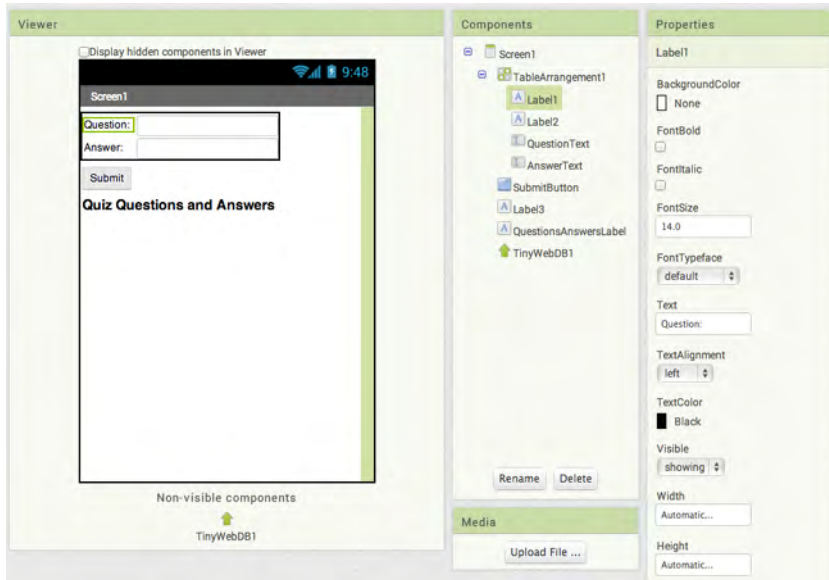 Viewer
Display hidden components in Viewer
9:48
Screen1
Question:
Answer:
Submit
Quiz Questions and Answers
Non-visible components
TinyWebDB1
Components
Screen1
TableArrangement1
Label1
Label2
QuestionText
AnswerText
SubmitButton
Label3
QuestionsAnswersLabel
TinyWebDB1
Rename Delete
Media
Upload File ...
Properties
Label1
BackgroundColor
None
FontBold
FontItalic
FontSize
14.0
FontTypeface
default
Text
Question:
TextAlignment
left
TextColor
Black
Visible
showing
Width
Automatic...
Height
Automatic...